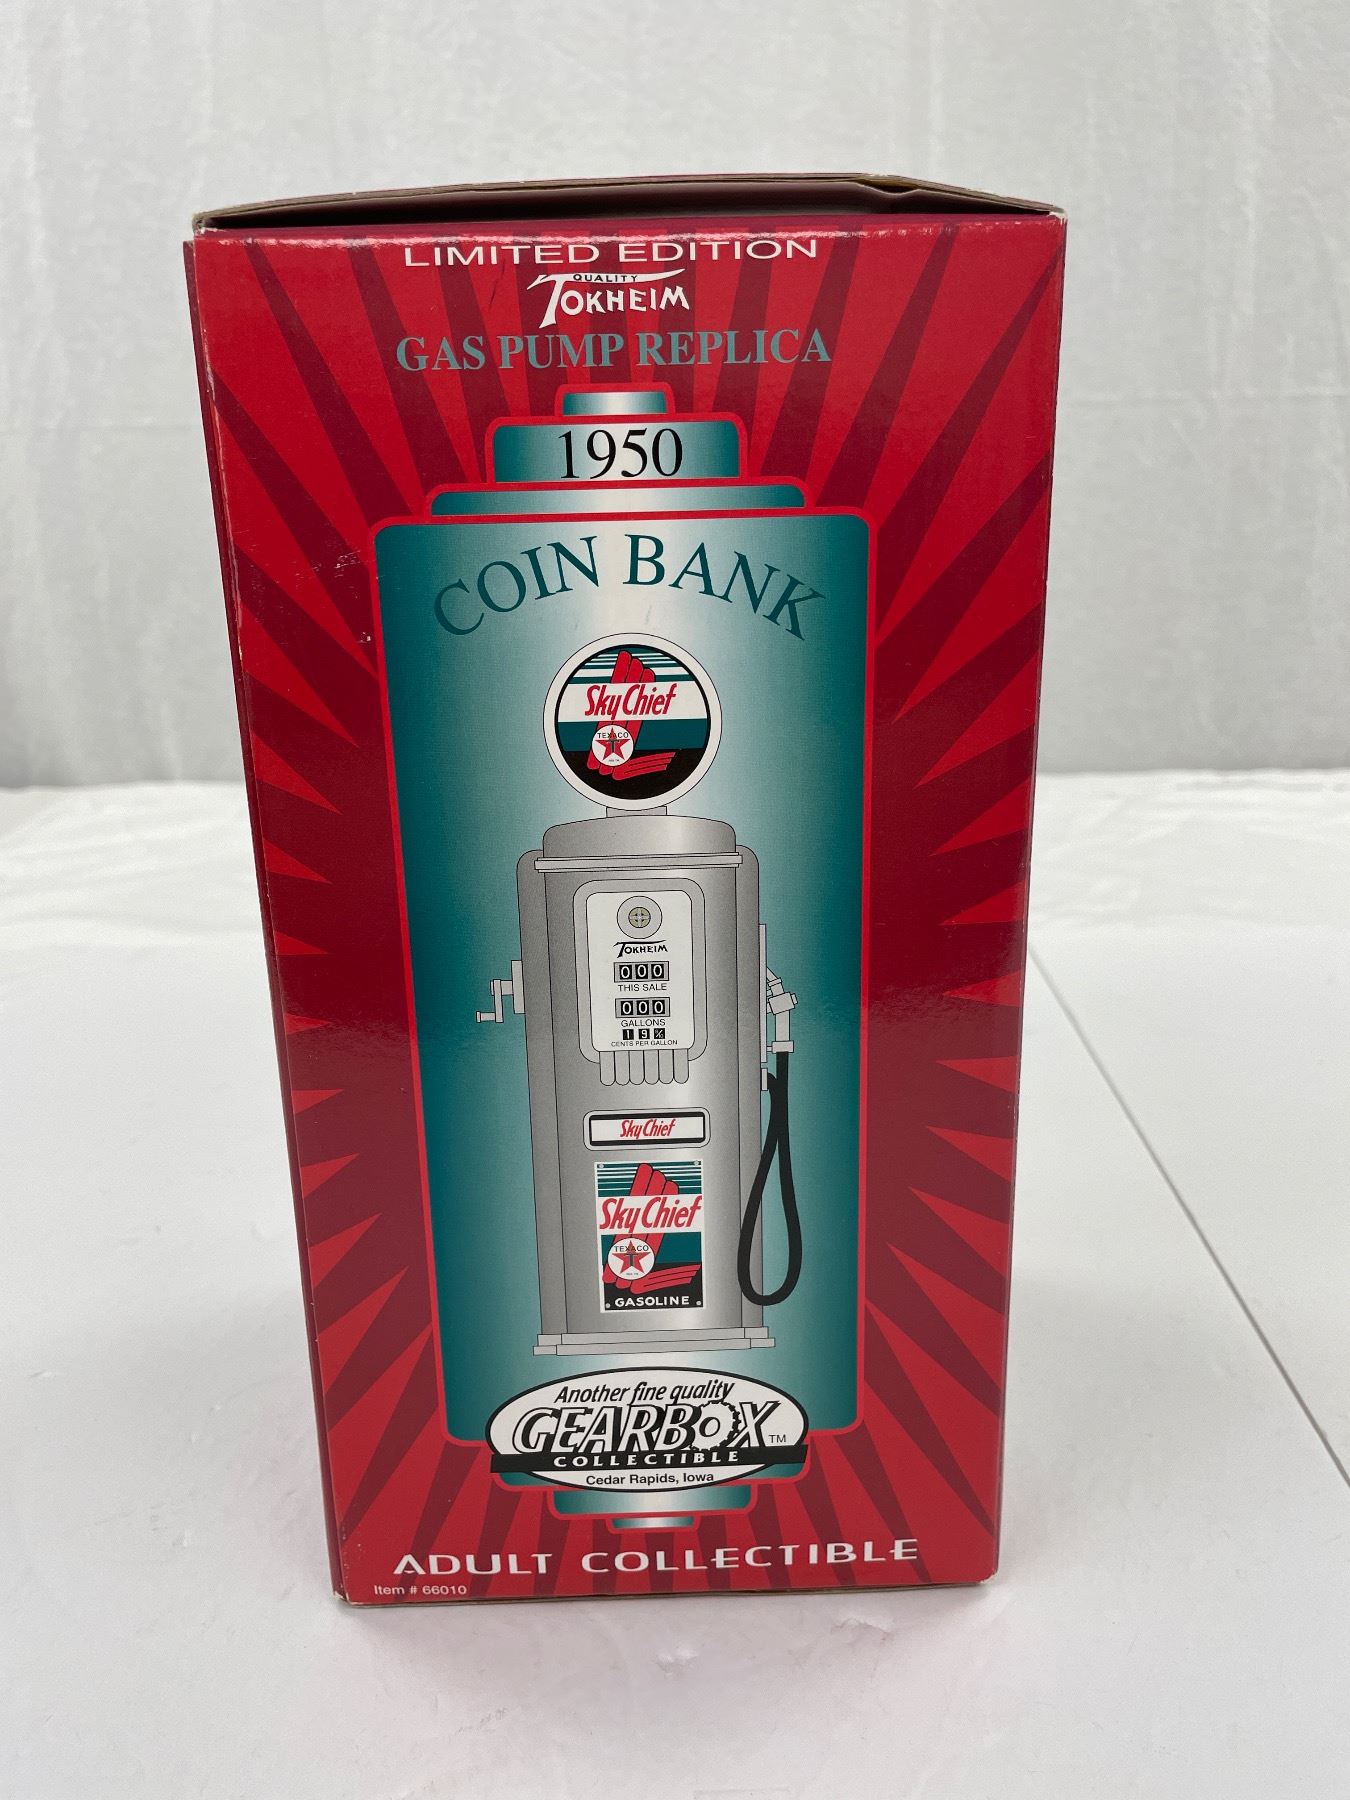 LIMITED EDITION
QUALITY
TOKHEIM
GAS PUMP REPLICA
1950
COIN BANK
Sky Chief
TEXACO
T
TOKHEIM
000
THIS SALE
000
GALLONS
CENTS PER GALLON
Sky Chief
Sky Chief
TEXACO
T
GASOLINE
Another fine quality
GEARBOX TM
COLLECTIBLE
Cedar Rapids, Iowa
ADULT COLLECTIBLE
Item # 66010